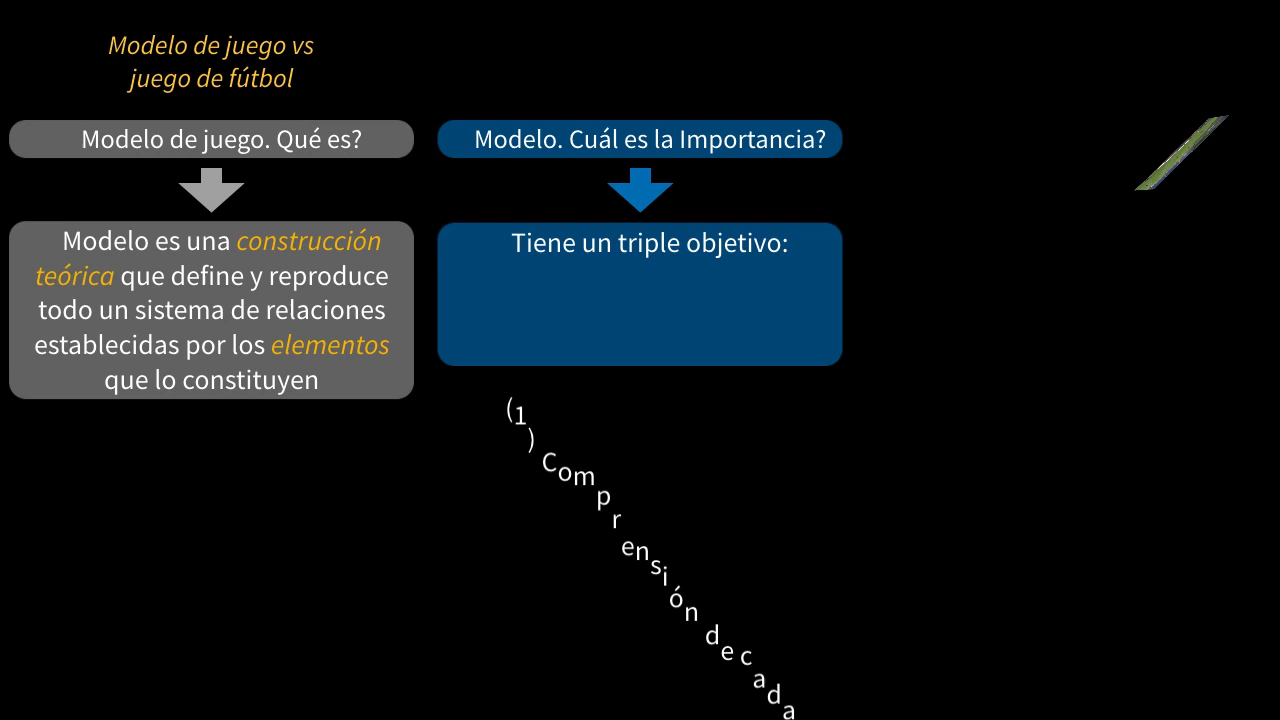 Modelo de juego vs
juego de fútbol
Modelo de juego. Qué es?
Modelo es una construcción
teórica que define y reproduce
todo un sistema de relaciones
establecidas por los elementos
que lo constituyen
Modelo. Cuál es la Importancia?
Tiene un triple objetivo:
(1) Comprensión de cada